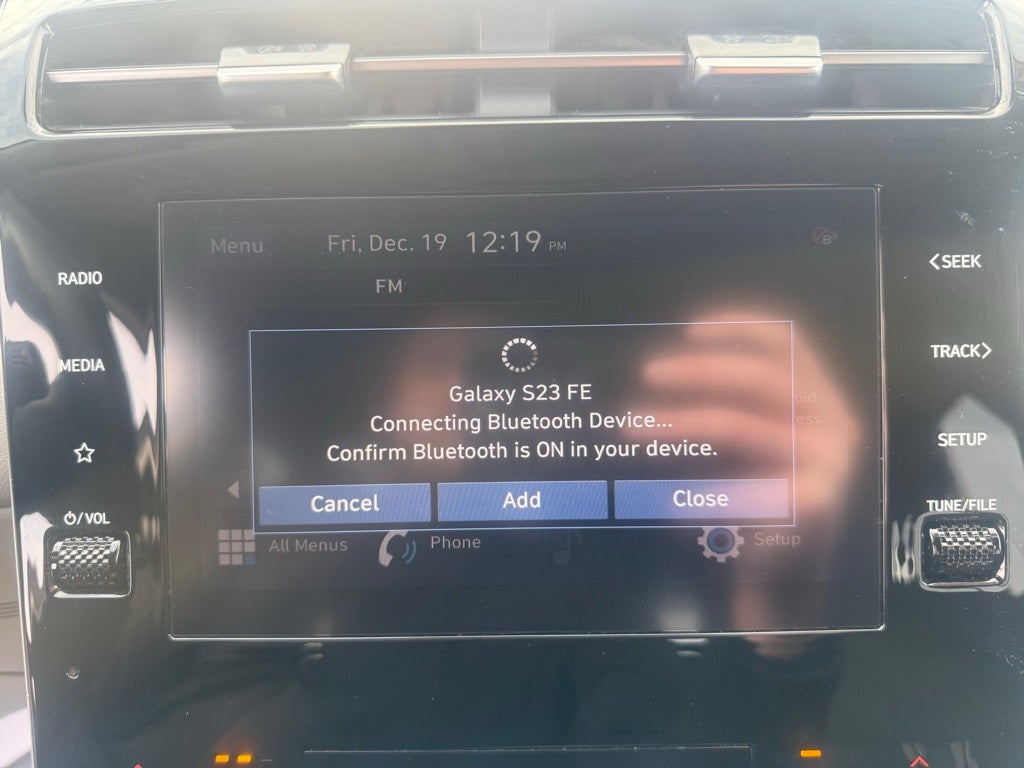 Menu Fri, Dec. 19 12:19 PM
B
FM
RADIO
<SEEK
MEDIA
TRACK>
Galaxy S23 FE
Connecting Bluetooth Device...
Confirm Bluetooth is ON in your device.
SETUP
Cancel Add Close
/VOL
TUNE/FILE
All Menus Phone Setup